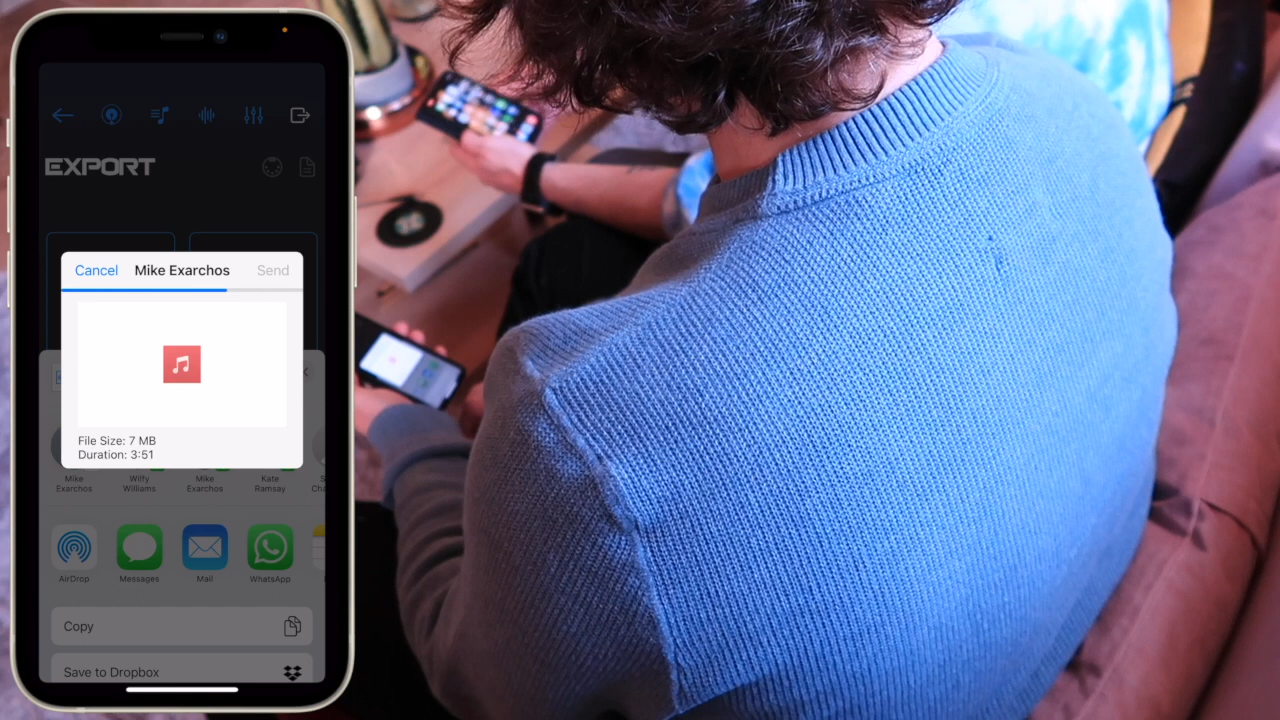 EXPORT
Cancel Mike Exarchos Send
File Size: 7 MB
Duration: 3:51
Mike Exarchos
Witty Williams
Mike Exarchos
Kate Ramsay
AirDrop Messages Mail WhatsApp
Copy
Save to Dropbox